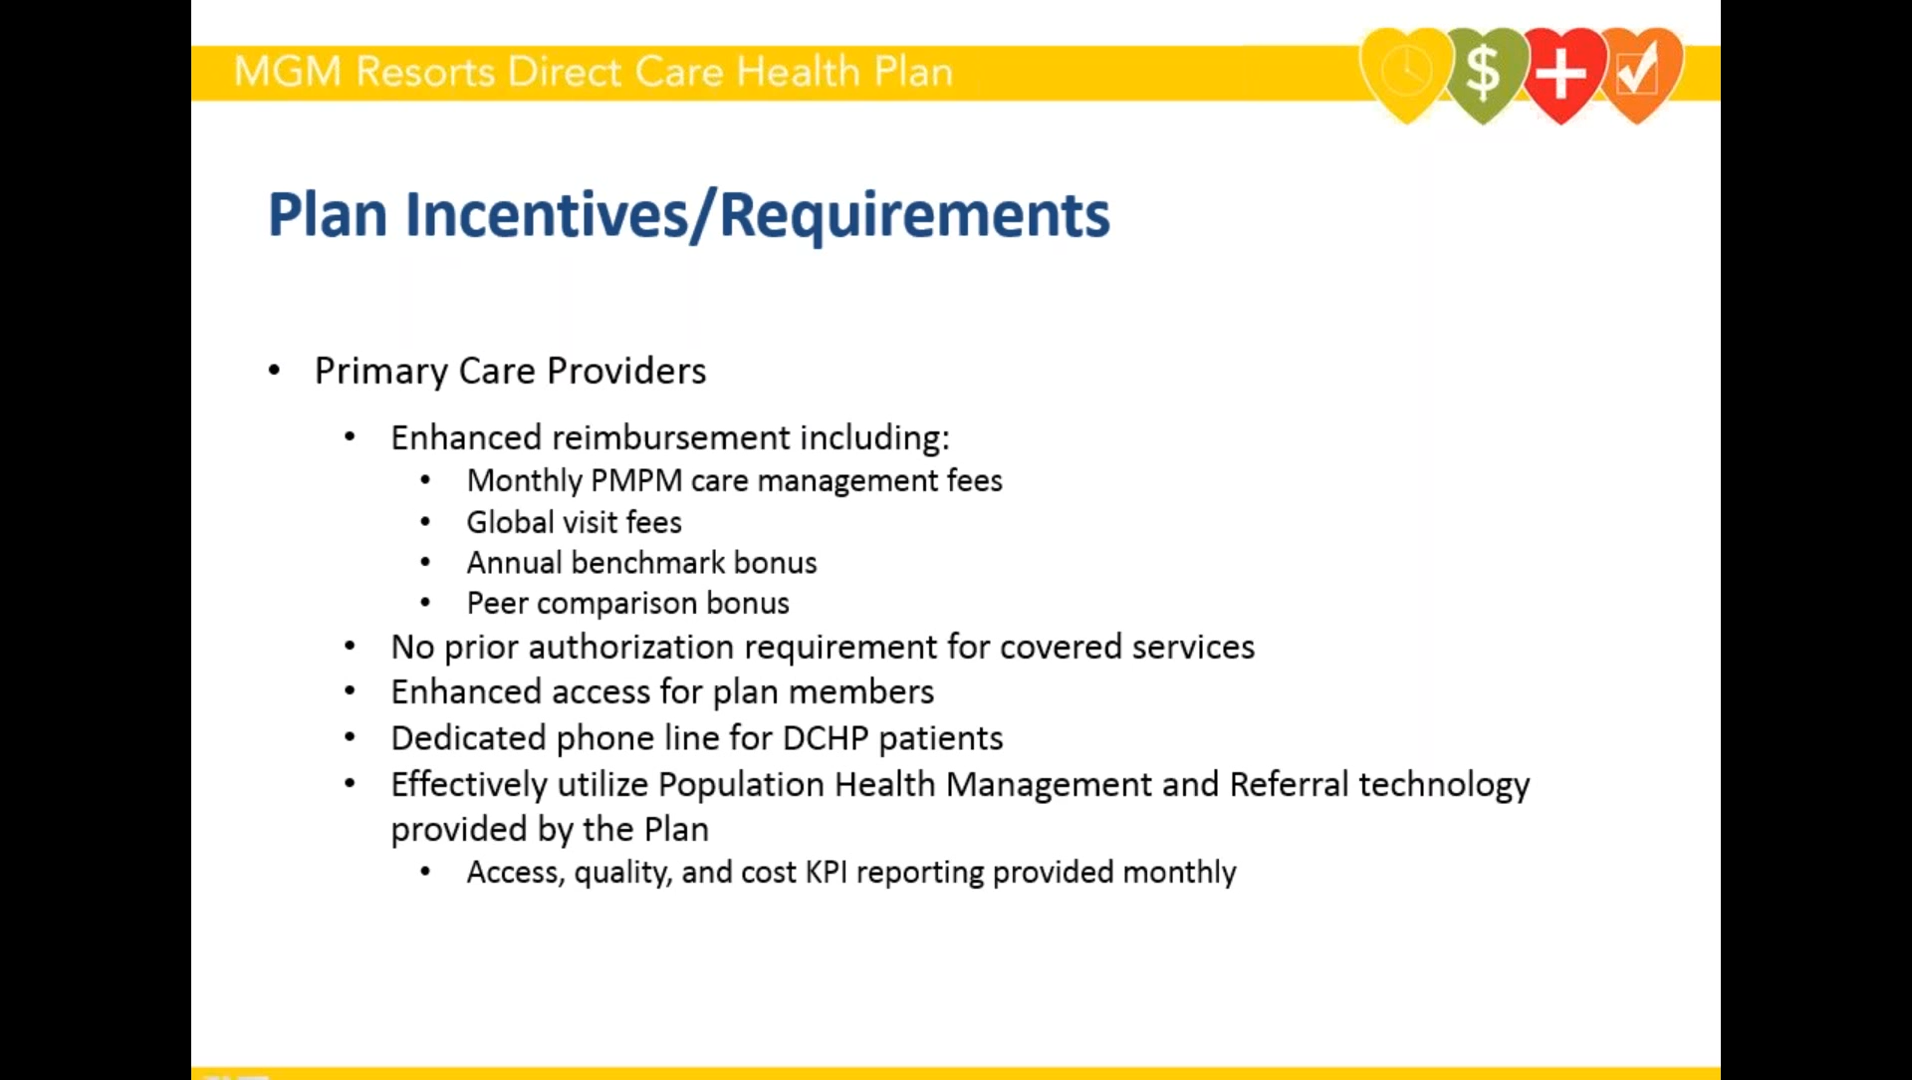 MGM Resorts Direct Care Health Plan
$
Plan Incentives/Requirements
• Primary Care Providers
• Enhanced reimbursement including:
• Monthly PMPM care management fees
• Global visit fees
• Annual benchmark bonus
• Peer comparison bonus
• No prior authorization requirement for covered services
• Enhanced access for plan members
• Dedicated phone line for DCHP patients
• Effectively utilize Population Health Management and Referral technology
provided by the Plan
• Access, quality, and cost KPI reporting provided monthly